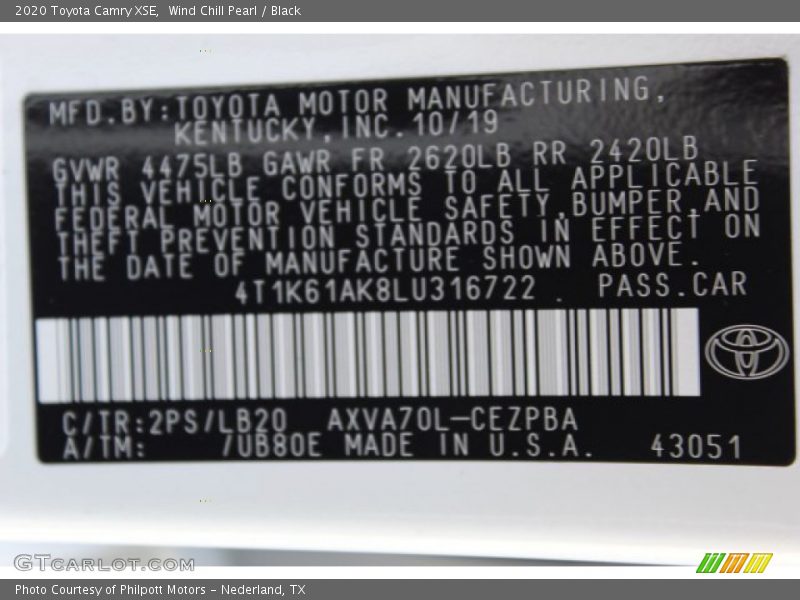 2020 Toyota Camry XSE,  Wind Chill Pearl / Black
MFD.BY:TOYOTA MOTOR MANUFACTURING,
KENTUCKY,INC.10/19
GVWR 4475LB GAWR FR 2620LB RR 2420LB
THIS VEHICLE CONFORMS TO ALL APPLICABLE
FEDERAL MOTOR VEHICLE SAFETY,BUMPER,AND
THEFT PREVENTION STANDARDS IN EFFECT ON
THE DATE OF MANUFACTURE SHOWN ABOVE.
4T1K61AK8LU316722 . PASS.CAR
C/TR:2PS/LB20 AXVA70L-CEZPBA
A/TM: /UB80E MADE IN U.S.A. 43051
GTCARLOT.COM
Photo Courtesy of Philpott Motors - Nederland, TX